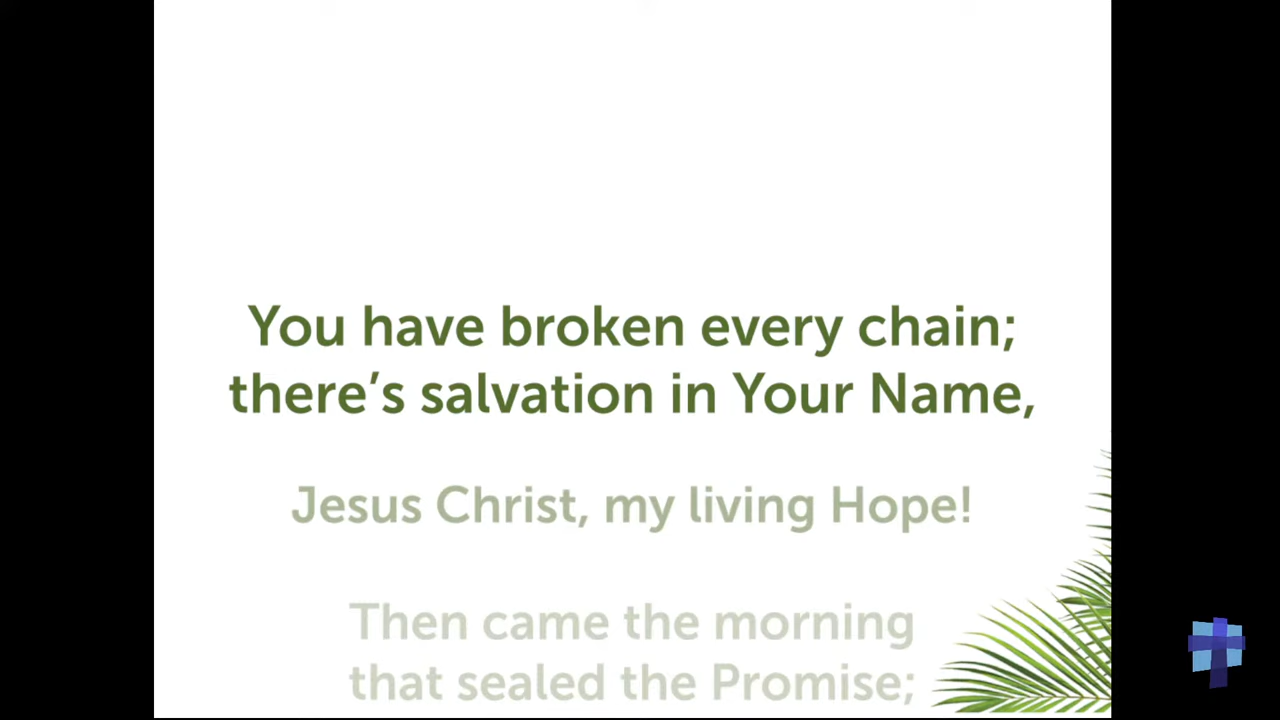 You have broken every chain;
there’s salvation in Your Name,
Jesus Christ, my living Hope!
Then came the morning
that sealed the Promise;